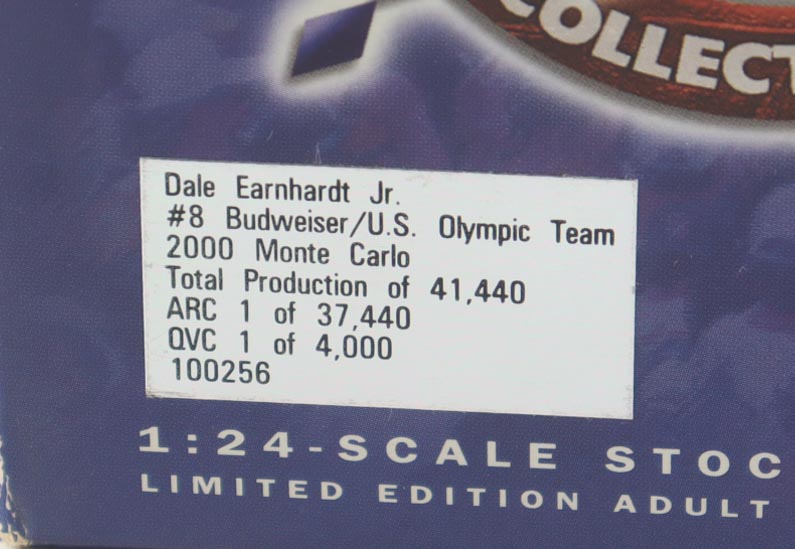 COLLECT
Dale Earnhardt Jr.
#8 Budweiser/U.S. Olympic Team
2000 Monte Carlo
Total Production of 41,440
ARC 1 of 37,440
QVC 1 of 4,000
100256
1:24-SCALE STOC
LIMITED EDITION ADULT